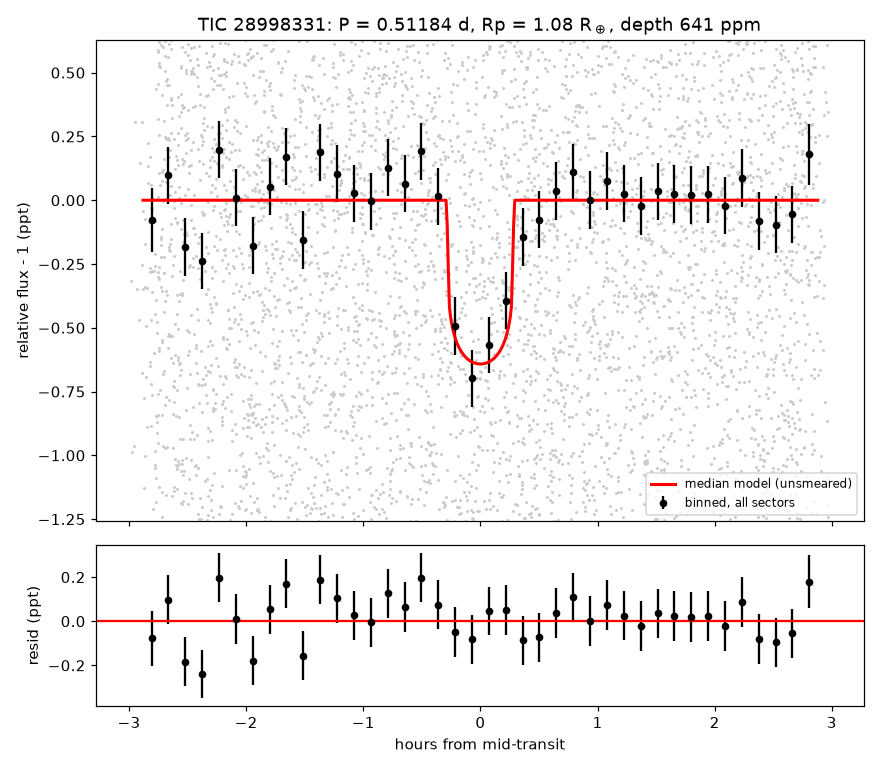 TIC 28998331: P = 0.51184 d, Rp = 1.08 R⊕, depth 641 ppm
relative flux - 1 (ppt)
0.50
0.25
0.00
−0.25
−0.50
−0.75
−1.00
−1.25
median model (unsmeared)
binned, all sectors
resid (ppt)
0.2
0.0
−0.2
−3 −2 −1 0 1 2 3
hours from mid-transit